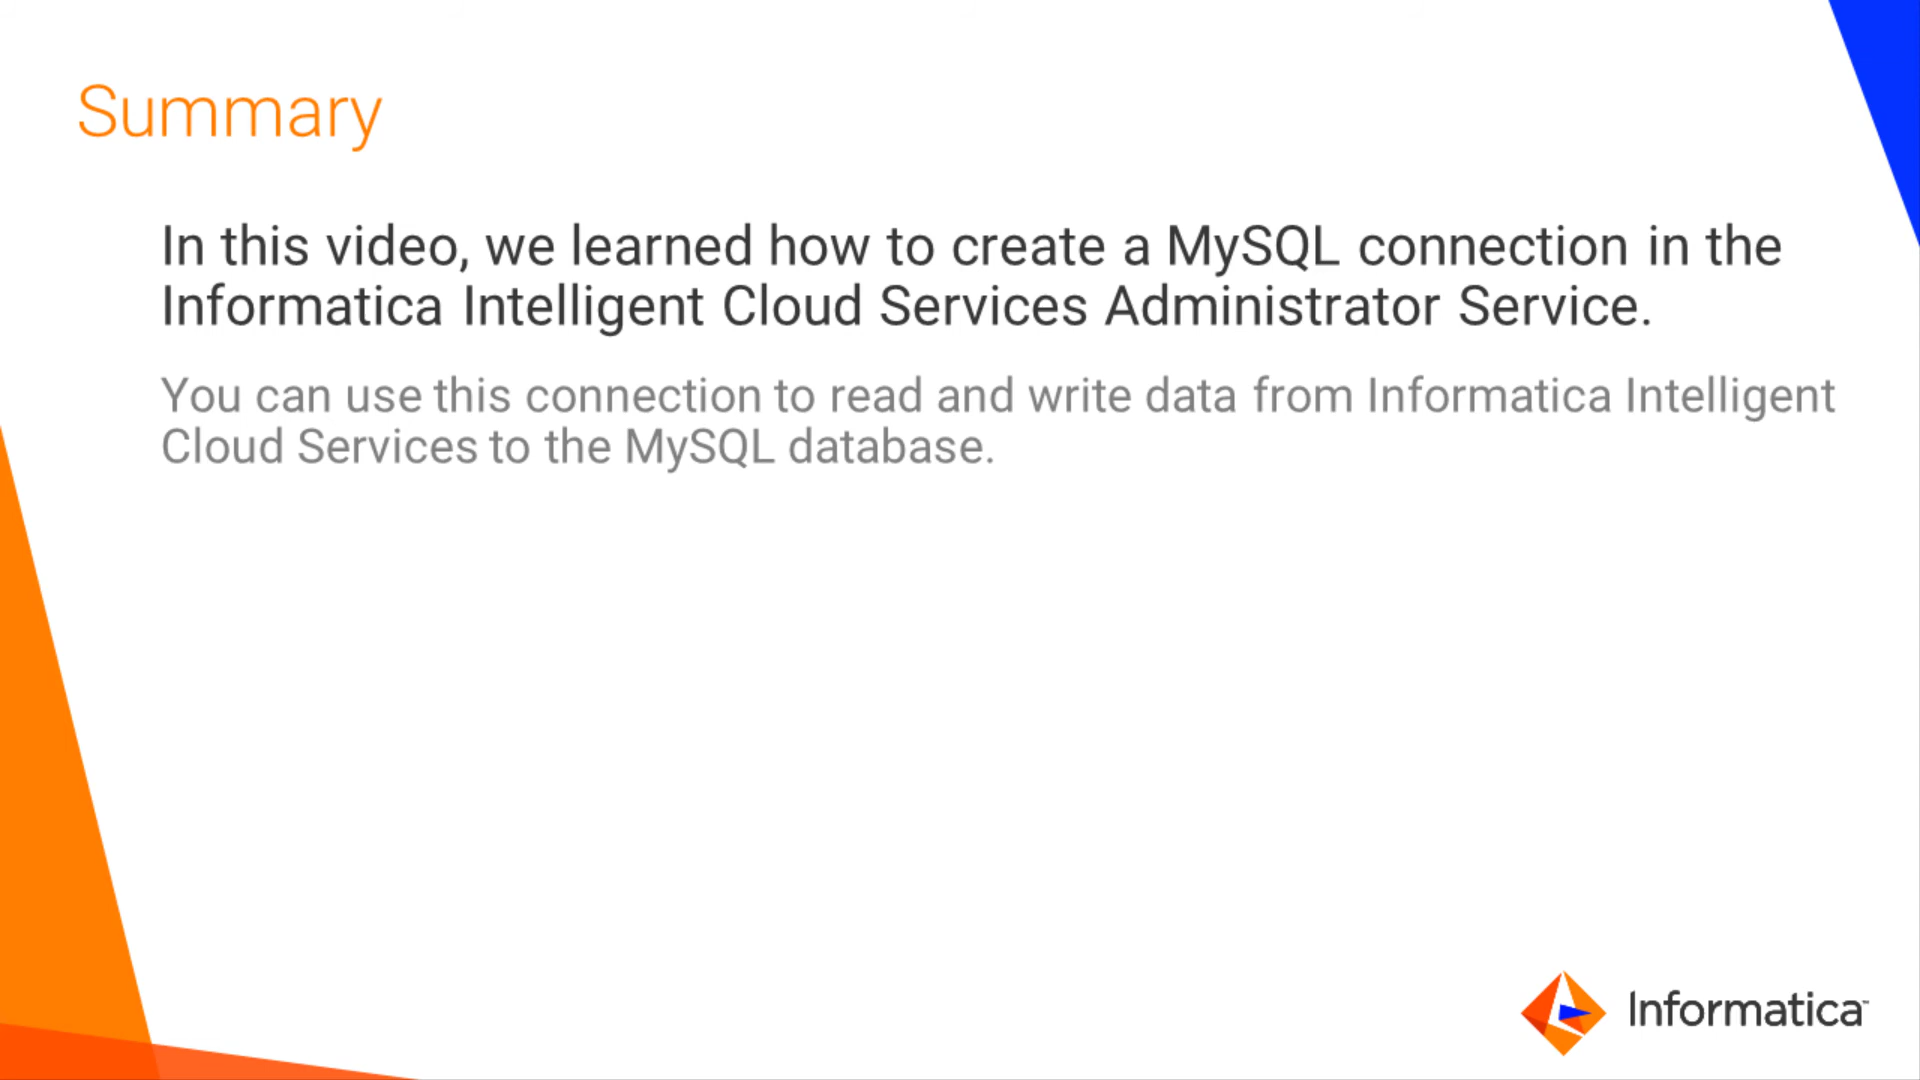 Summary
In this video, we learned how to create a MySQL connection in the
Informatica Intelligent Cloud Services Administrator Service.
You can use this connection to read and write data from Informatica Intelligent
Cloud Services to the MySQL database.
Informatica™